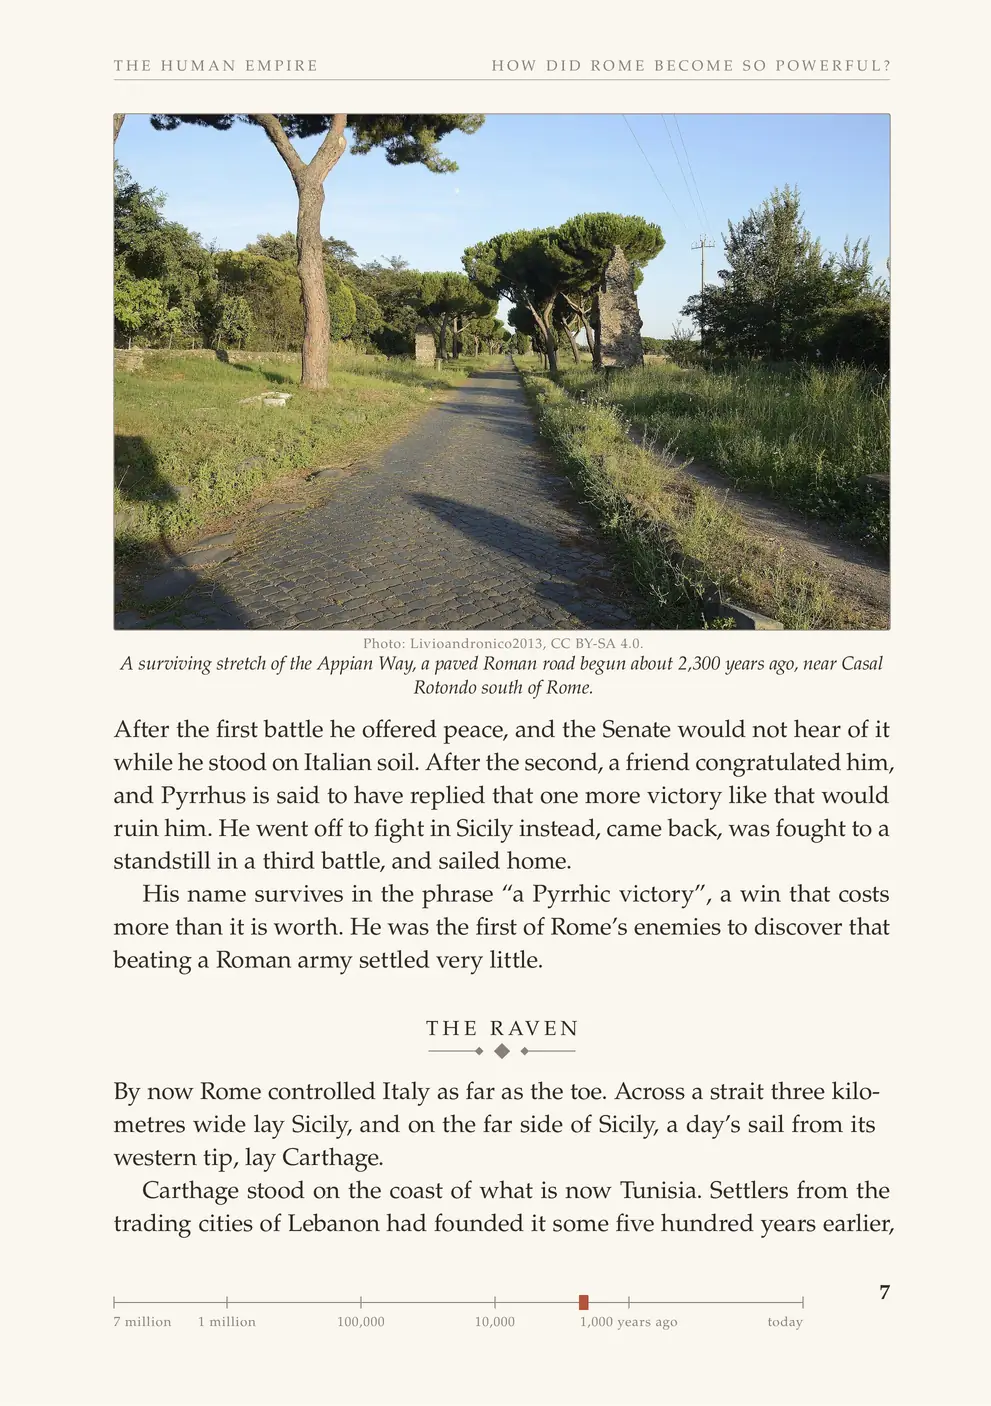 THE HUMAN EMPIRE
HOW DID ROME BECOME SO POWERFUL?
Photo: Livioandronico2013, CC BY-SA 4.0.
A surviving stretch of the Appian Way, a paved Roman road begun about 2,300 years ago, near Casal
Rotondo south of Rome.
After the first battle he offered peace, and the Senate would not hear of it
while he stood on Italian soil. After the second, a friend congratulated him,
and Pyrrhus is said to have replied that one more victory like that would
ruin him. He went off to fight in Sicily instead, came back, was fought to a
standstill in a third battle, and sailed home.
His name survives in the phrase “a Pyrrhic victory”, a win that costs
more than it is worth. He was the first of Rome’s enemies to discover that
beating a Roman army settled very little.
THE RAVEN
By now Rome controlled Italy as far as the toe. Across a strait three kilo-
metres wide lay Sicily, and on the far side of Sicily, a day’s sail from its
western tip, lay Carthage.
Carthage stood on the coast of what is now Tunisia. Settlers from the
trading cities of Lebanon had founded it some five hundred years earlier,
7
7 million 1 million 100,000 10,000 1,000 years ago today